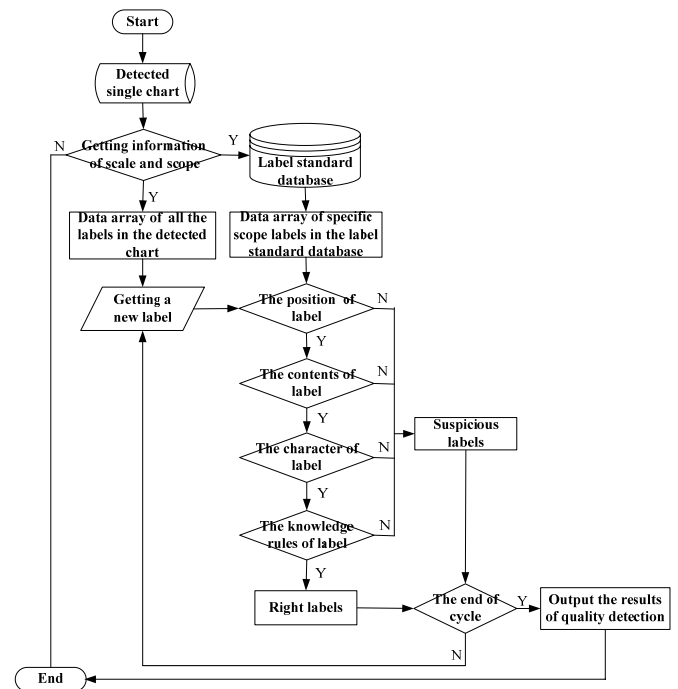 Start
Detected
single chart
N
Getting information
of scale and scope
Y
Label standard
database
Y
Data array of all the
labels in the detected
chart
Data array of specific
scope labels in the label
standard database
Getting a
new label
The position of
label
N
Y
The contents of
label
N
Y
Suspicious
labels
The character of
label
N
Y
The knowledge
rules of label
N
Y
Right labels
The end of
cycle
Y
Output the results
of quality detection
N
End